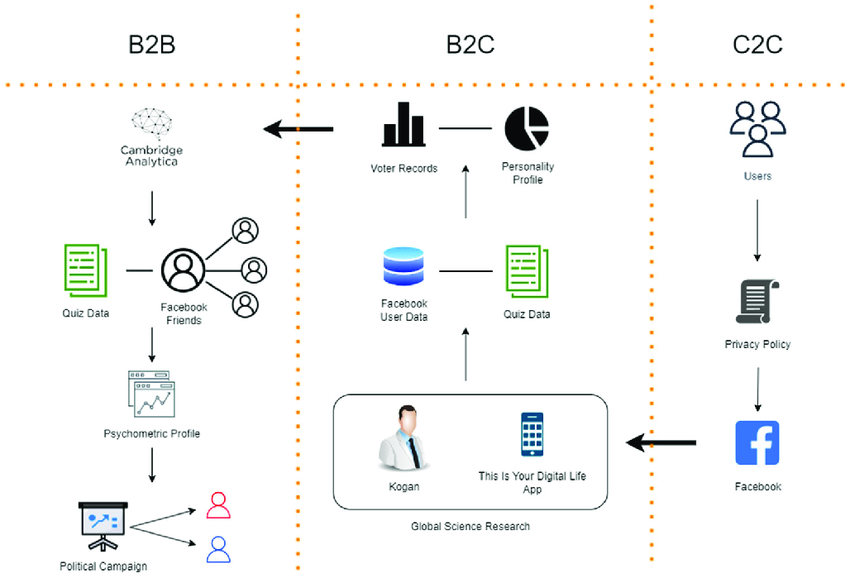 B2B
B2C
C2C
Cambridge
Analytica
Quiz Data
Facebook
Friends
Psychometric Profile
Political Campaign
Voter Records
Personality
Profile
Facebook
User Data
Quiz Data
Kogan
This Is Your Digital Life
App
Global Science Research
Users
Privacy Policy
Facebook